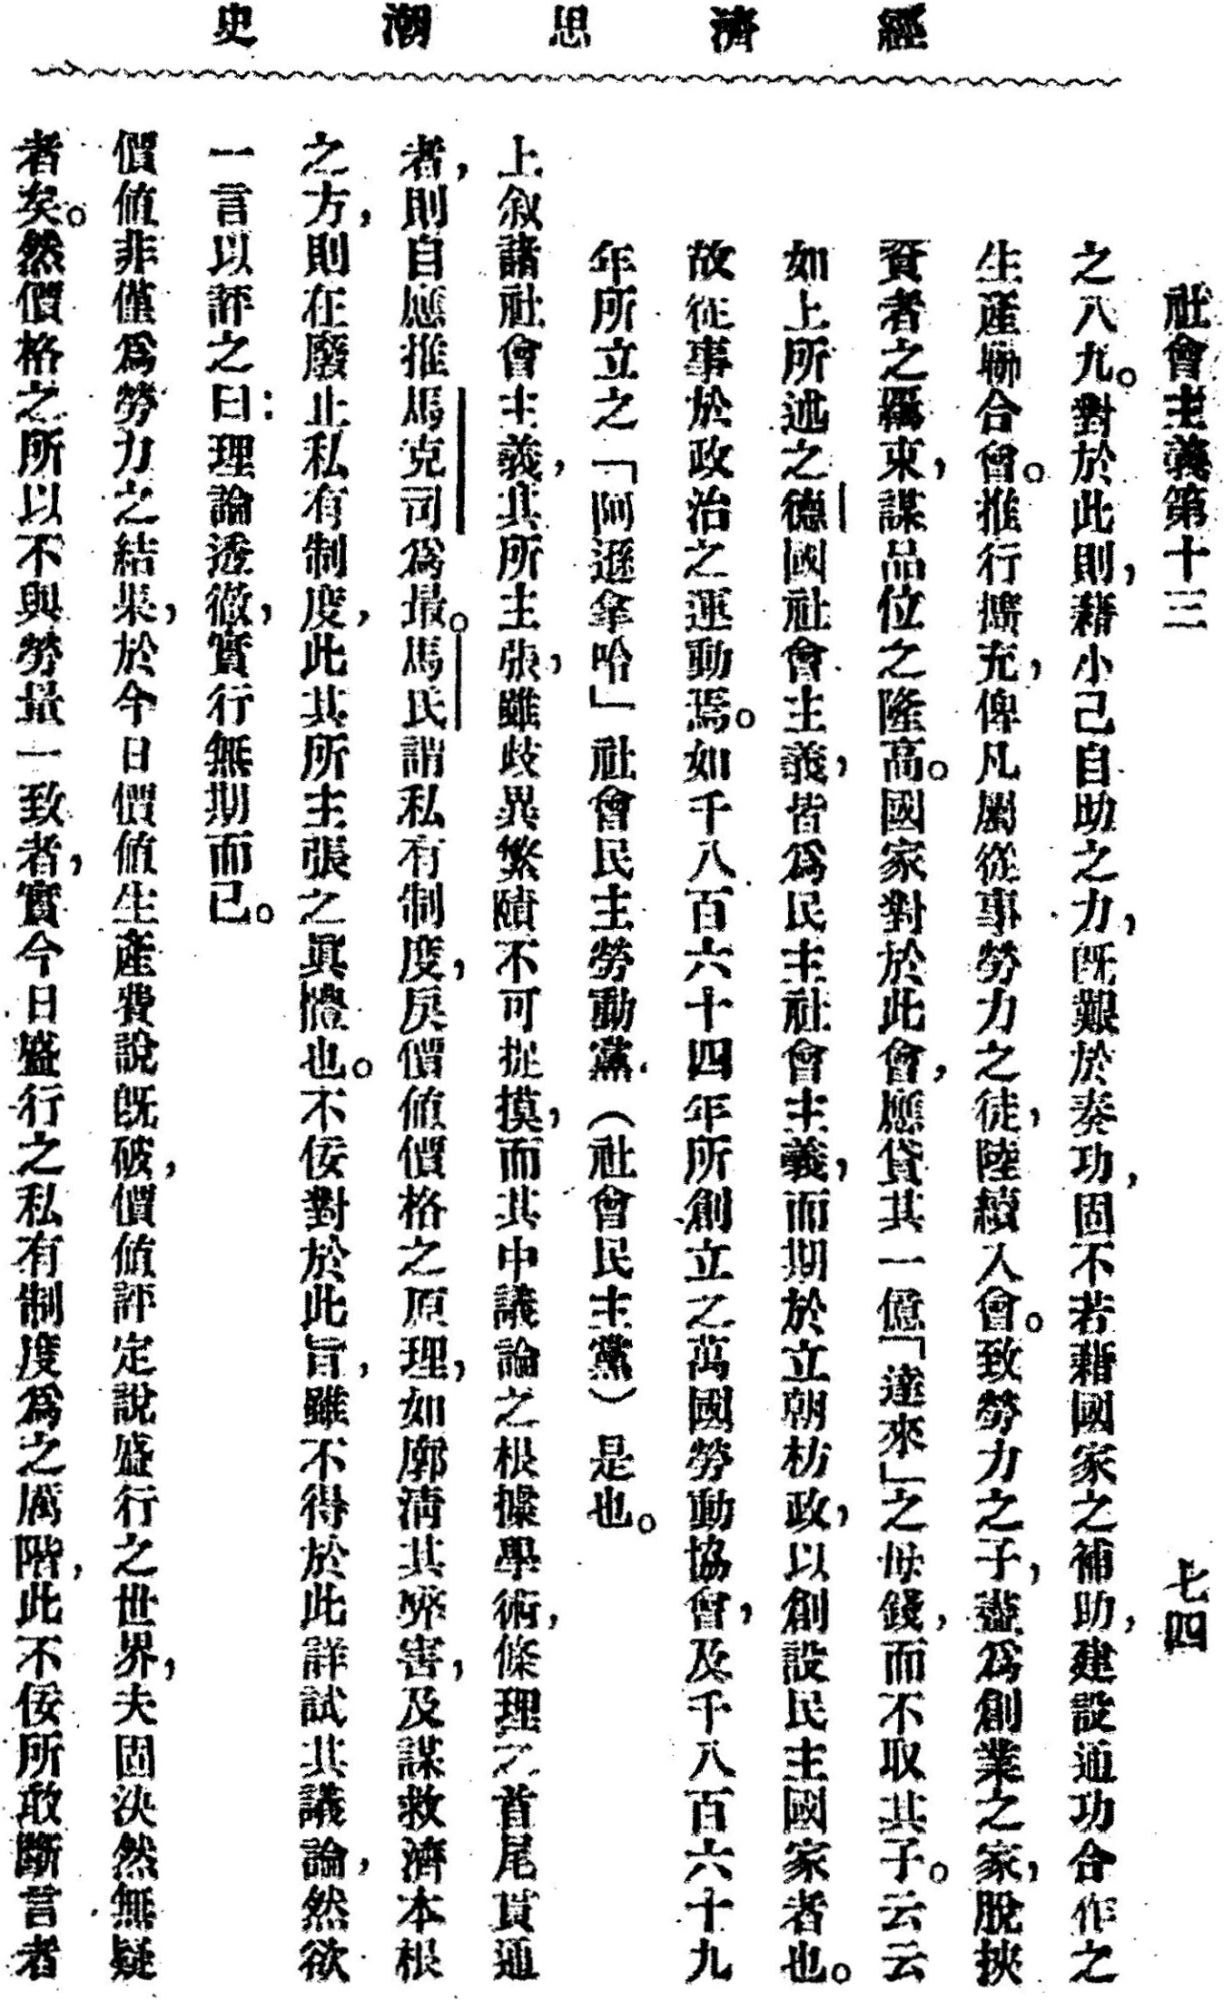 經濟思潮史
社會主義第十三
七四
之八九。對於此則，藉小己自助之力，既艱於奏功，固不若藉國家之補助，建設通功合作之
生產聯合會。推行擴充，俾凡屬從事勞力之徒，陸續入會。致勞力之子，盡爲創業之家，脫挾
資者之羈束，謀品位之隆高。國家對於此會，應貸其一億「達來」之母錢，而不取其子。云云
如上所述之德國社會主義，皆爲民主社會主義，而期於立朝枋政，以創設民主國家者也。
故從事於政治之運動焉。如千八百六十四年所創立之萬國勞動協會，及千八百六十九
年所立之「阿遜拿哈」社會民主勞動黨（社會民主黨）是也。
上叙諸社會主義，其所主張，雖歧異繁賾不可捉摸，而其中議論之根據學術，條理之首尾貫通
者，則自應推馬克司爲最。馬氏謂私有制度，戾價値價格之原理，如廓清其弊害，及謀救濟本根
之方，則在廢止私有制度，此其所主張之眞髓也。不佞對於此旨，雖不得於此詳試其議論，然欲
一言以評之曰：理論透徹，實行無期而已。
價値非僅爲勞力之結果，於今日價値生產費說既破，價値評定說盛行之世界，夫固決然無疑
者矣。然價格之所以不與勞量一致者，實今日盛行之私有制度爲之厲階，此不佞所敢斷言者